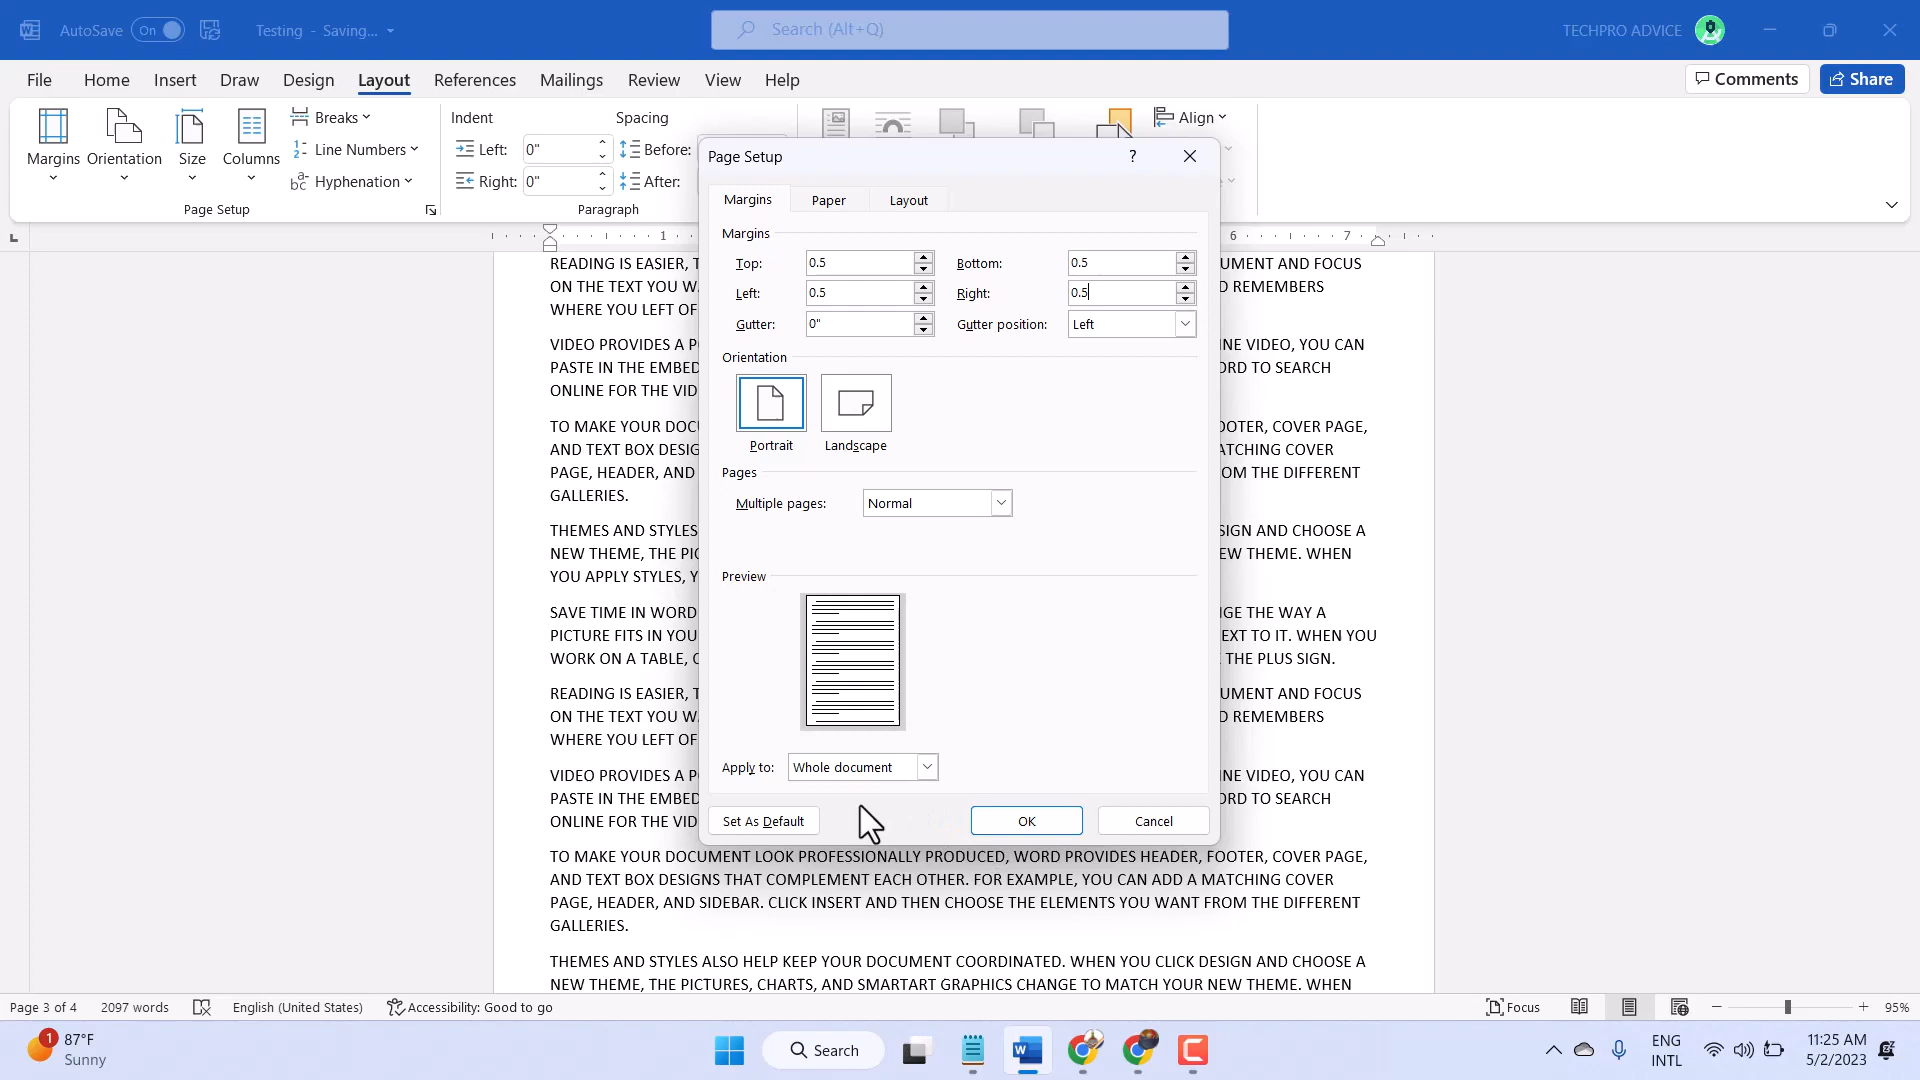 AutoSave On Testing - Saving... Search (Alt+Q) TECHPRO ADVICE
File Home Insert Draw Design Layout References Mailings Review View Help Comments Share
Margins Orientation Size Columns
Breaks
Line Numbers
Hyphenation
Page Setup
Indent Spacing
Left: 0" Before:
Right: 0" After:
Paragraph
Align
1 6 7
Page Setup ?
Margins Paper Layout
Margins
Top: 0.5 Bottom: 0.5
Left: 0.5 Right: 0.5
Gutter: 0" Gutter position: Left
Orientation
Portrait Landscape
Pages
Multiple pages: Normal
Preview
Apply to: Whole document
Set As Default OK Cancel
READING IS EASIER, UMENT AND FOCUS
ON THE TEXT YOU REMEMBERS
WHERE YOU LEFT OF
VIDEO PROVIDES A NE VIDEO, YOU CAN
PASTE IN THE EMBED ORD TO SEARCH
ONLINE FOR THE VID
TO MAKE YOUR DOCU OOTER, COVER PAGE,
AND TEXT BOX DESIG ATCHING COVER
PAGE, HEADER, AND OM THE DIFFERENT
GALLERIES.
THEMES AND STYLES SIGN AND CHOOSE A
NEW THEME, THE PIC EW THEME. WHEN
YOU APPLY STYLES,
SAVE TIME IN WORD NGE THE WAY A
PICTURE FITS IN YOU EXT TO IT. WHEN YOU
WORK ON A TABLE, THE PLUS SIGN.
READING IS EASIER, UMENT AND FOCUS
ON THE TEXT YOU REMEMBERS
WHERE YOU LEFT OF
VIDEO PROVIDES A NE VIDEO, YOU CAN
PASTE IN THE EMBED ORD TO SEARCH
ONLINE FOR THE VID
TO MAKE YOUR DOCUMENT LOOK PROFESSIONALLY PRODUCED, WORD PROVIDES HEADER, FOOTER, COVER PAGE,
AND TEXT BOX DESIGNS THAT COMPLEMENT EACH OTHER. FOR EXAMPLE, YOU CAN ADD A MATCHING COVER
PAGE, HEADER, AND SIDEBAR. CLICK INSERT AND THEN CHOOSE THE ELEMENTS YOU WANT FROM THE DIFFERENT
GALLERIES.
THEMES AND STYLES ALSO HELP KEEP YOUR DOCUMENT COORDINATED. WHEN YOU CLICK DESIGN AND CHOOSE A
NEW THEME, THE PICTURES, CHARTS, AND SMARTART GRAPHICS CHANGE TO MATCH YOUR NEW THEME. WHEN
Page 3 of 4 2097 words English (United States) Accessibility: Good to go Focus 95%
1 87°F
Sunny
Search
ENG
INTL
11:25 AM
5/2/2023